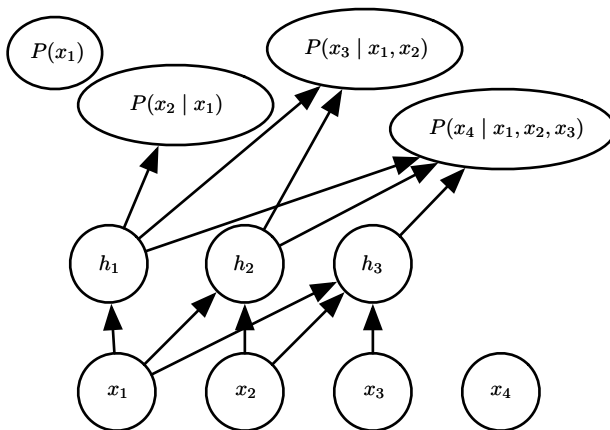 P(x₁)
P(x₂ | x₁)
P(x₃ | x₁, x₂)
P(x₄ | x₁, x₂, x₃)
h₁
h₂
h₃
x₁
x₂
x₃
x₄